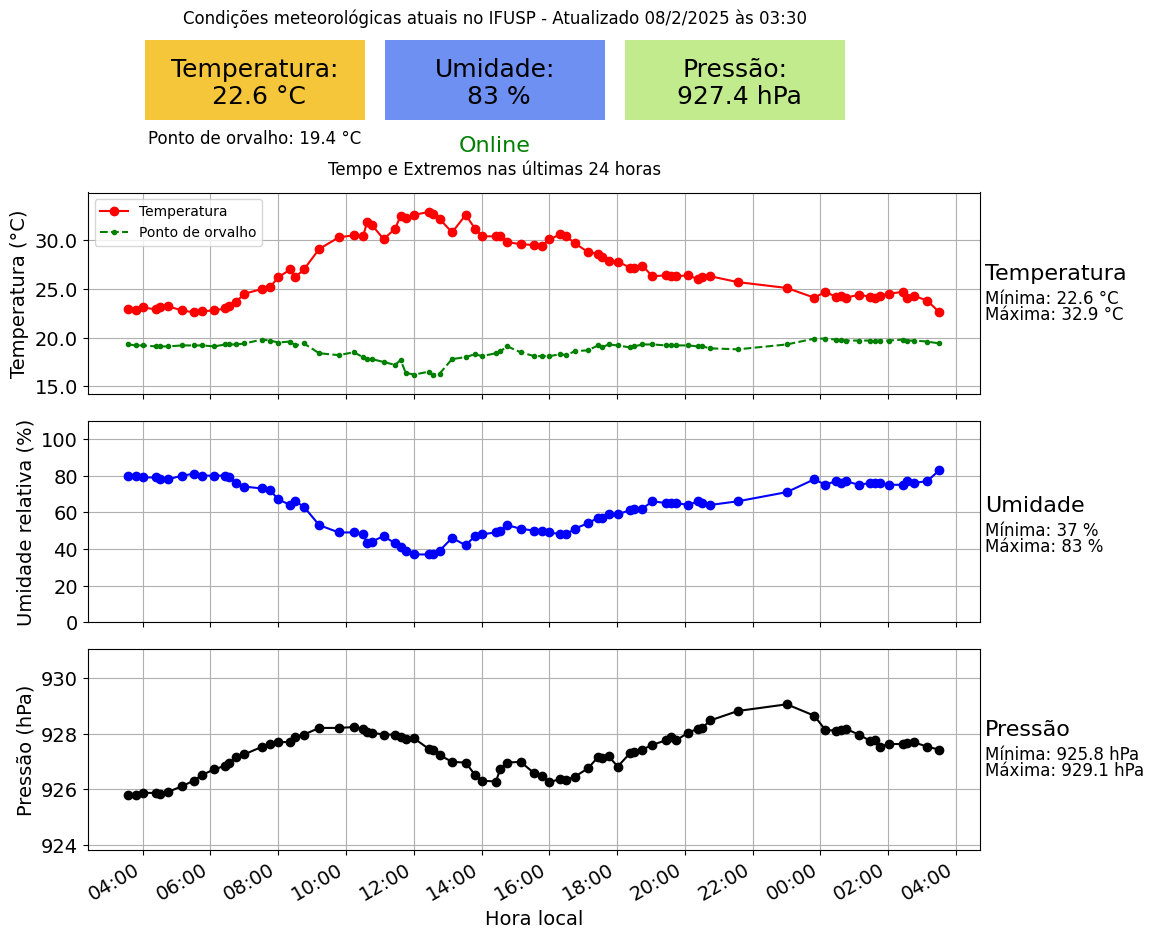 Condições meteorológicas atuais no IFUSP - Atualizado 08/2/2025 às 03:30
Temperatura:
22.6 °C
Umidade:
83 %
Pressão:
927.4 hPa
Ponto de orvalho: 19.4 °C
Online
Tempo e Extremos nas últimas 24 horas
Temperatura
Ponto de orvalho
Temperatura (°C)
30.0
25.0
20.0
15.0
Temperatura
Mínima: 22.6 °C
Máxima: 32.9 °C
Umidade relativa (%)
100
80
60
40
20
0
Umidade
Mínima: 37 %
Máxima: 83 %
Pressão (hPa)
930
928
926
924
Pressão
Mínima: 925.8 hPa
Máxima: 929.1 hPa
04:00 06:00 08:00 10:00 12:00 14:00 16:00 18:00 20:00 22:00 00:00 02:00 04:00
Hora local